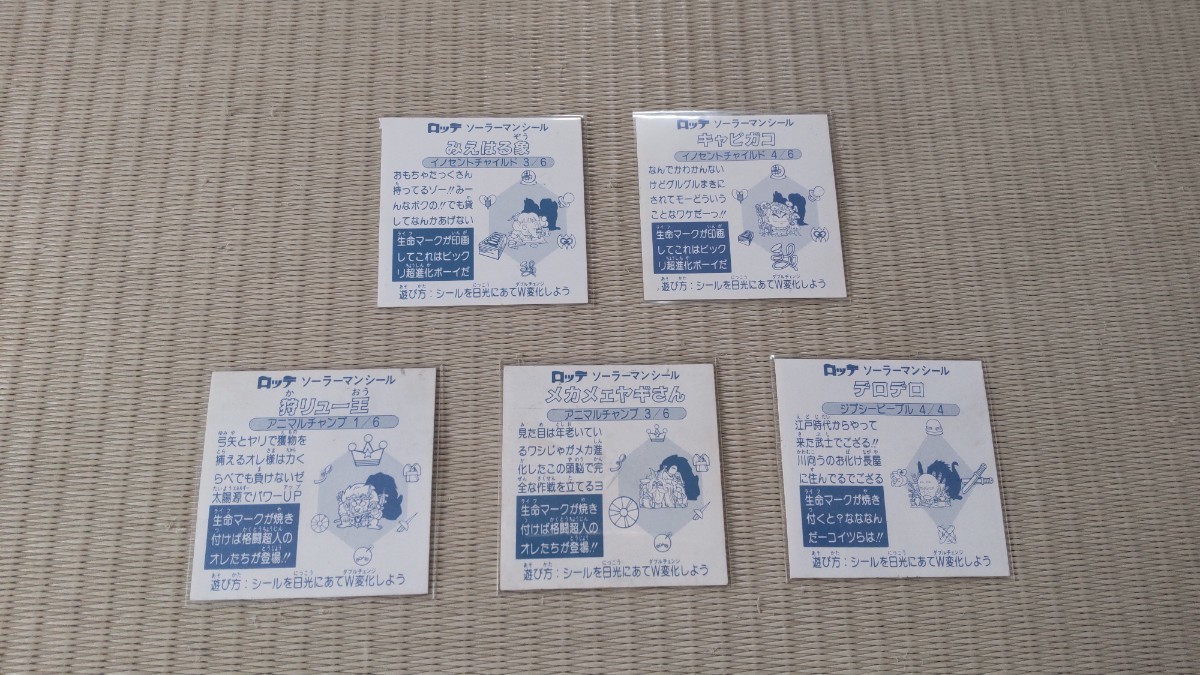 ロッテ ソーラーマンシール
みえはる象
イノセントチャイルド 3/6
おもちゃたっくさん
持ってるゾー!!みー
んなボクの!!でも貸
してなんかあげない
生命マークが印画
してこれはビック
リ超進化ボーイだ
遊び方:シールを日光にあてW変化しよう
ロッテ ソーラーマンシール
キャピガコ
イノセントチャイルド 4/6
なんでかわかんない
けどグルグルまきに
されてモーどういう
ことなワケだーっ!!
生命マークが印画
してこれはビック
リ超進化ボーイだ
遊び方:シールを日光にあてW変化しよう
ロッテ ソーラーマンシール
狩リュー王
アニマルチャンプ 1/6
弓矢とヤリで獲物を
捕えるオレ様は力く
らべでも負けないゼ
太陽源でパワーUP
生命マークが焼き
付けば格闘超人の
オレたちが登場!!
遊び方:シールを日光にあてW変化しよう
ロッテ ソーラーマンシール
メカメェヤギさん
アニマルチャンプ 3/6
見た目は年老いてい
るワシじゃがメカ進
化したこの頭脳で完
全な作戦を立てるヨ
生命マークが焼き
付けば格闘超人の
オレたちが登場!!
遊び方:シールを日光にあてW変化しよう
ロッテ ソーラーマンシール
チロチロ
ジプシーピープル 4/4
江戸時代からやって
来た武士でござる!!
川向うのお化け長屋
に住んでるでござる
生命マークが焼き
付くと?なななん
だーコイツらは!!
遊び方:シールを日光にあてW変化しよう